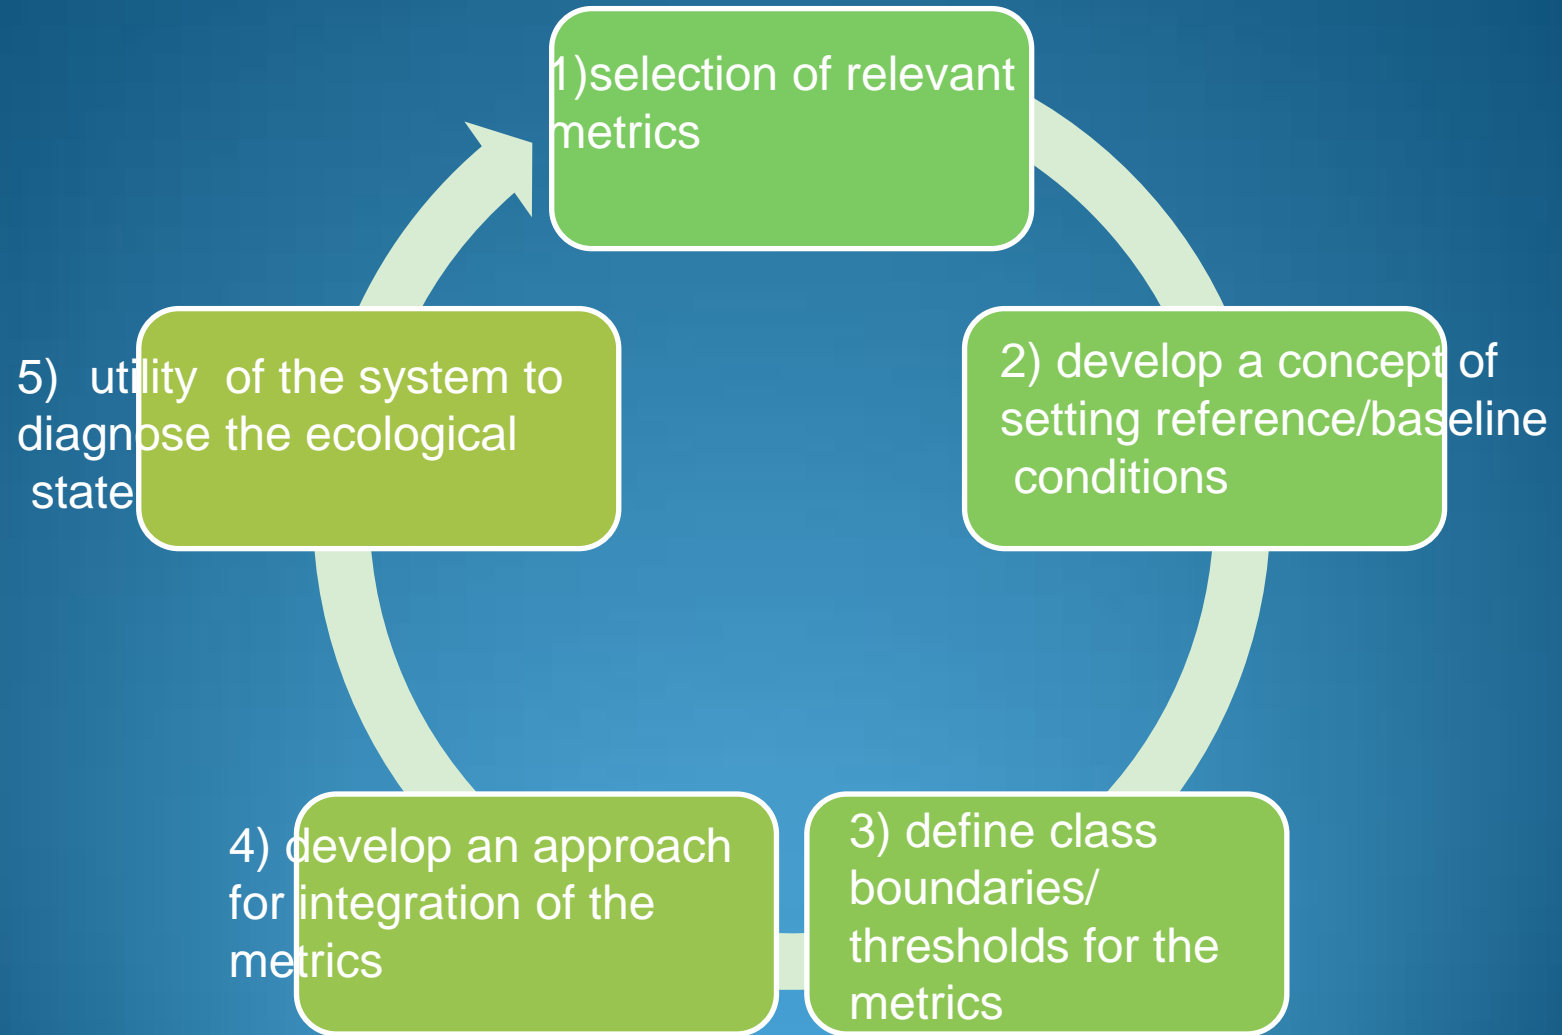 1)selection of relevant
metrics
2) develop a concept of
setting reference/baseline
conditions
3) define class
boundaries/
thresholds for the
metrics
4) develop an approach
for integration of the
metrics
5) utility of the system to
diagnose the ecological
state